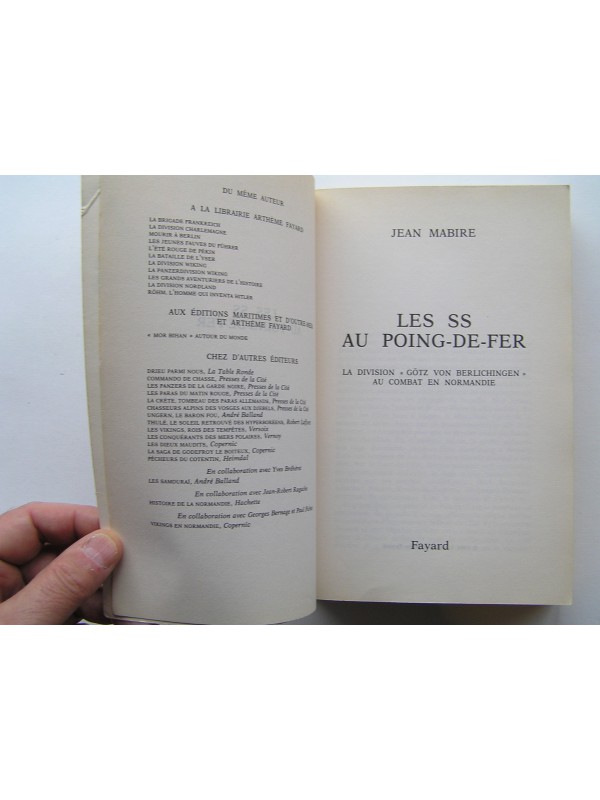 DU MÊME AUTEUR
A LA LIBRAIRIE ARTHÈME FAYARD
LA BRIGADE FRANKREICH
LA DIVISION CHARLEMAGNE
MOURIR A BERLIN
LES JEUNES FAUVES DU FÜHRER
L'ÉTÉ ROUGE DE PÉKIN
LA BATAILLE DE L'YSER
LA DIVISION WIKING
LA PANZERDIVISION WIKING
LES GRANDS AVENTURIERS DE L'HISTOIRE
LA DIVISION NORDLAND
RÖHM, L'HOMME QUI INVENTA HITLER
AUX ÉDITIONS MARITIMES ET D'OUTRE-MER
ET ARTHÈME FAYARD
« MOR BIHAN » AUTOUR DU MONDE
CHEZ D'AUTRES ÉDITEURS
DRIEU PARMI NOUS, La Table Ronde
COMMANDO DE CHASSE, Presses de la Cité
LES PANZERS DE LA GARDE NOIRE, Presses de la Cité
LES PARAS DU MATIN ROUGE, Presses de la Cité
LA CRÈTE, TOMBEAU DES PARAS ALLEMANDS, Presses de la Cité
CHASSEURS ALPINS DES VOSGES AUX DJEBELS, Presses de la Cité
UNGERN, LE BARON FOU, André Balland
THULÉ, LE SOLEIL RETROUVÉ DES HYPERBORÉENS, Robert Laffont
LES VIKINGS, ROIS DES TEMPÊTES, Versoix
LES CONQUÉRANTS DES MERS POLAIRES, Vernoy
LES DIEUX MAUDITS, Copernic
LA SAGA DE GODEFROY LE BOITEUX, Copernic
PÊCHEURS DU COTENTIN, Heimdal
En collaboration avec Yves Bréhèret
LES SAMOURAÏ, André Balland
En collaboration avec Jean-Robert Ragache
HISTOIRE DE LA NORMANDIE, Hachette
En collaboration avec Georges Bernage et Paul
VIKINGS EN NORMANDIE, Copernic
JEAN MABIRE
LES SS
AU POING-DE-FER
LA DIVISION « GÖTZ VON BERLICHINGEN »
AU COMBAT EN NORMANDIE
Fayard